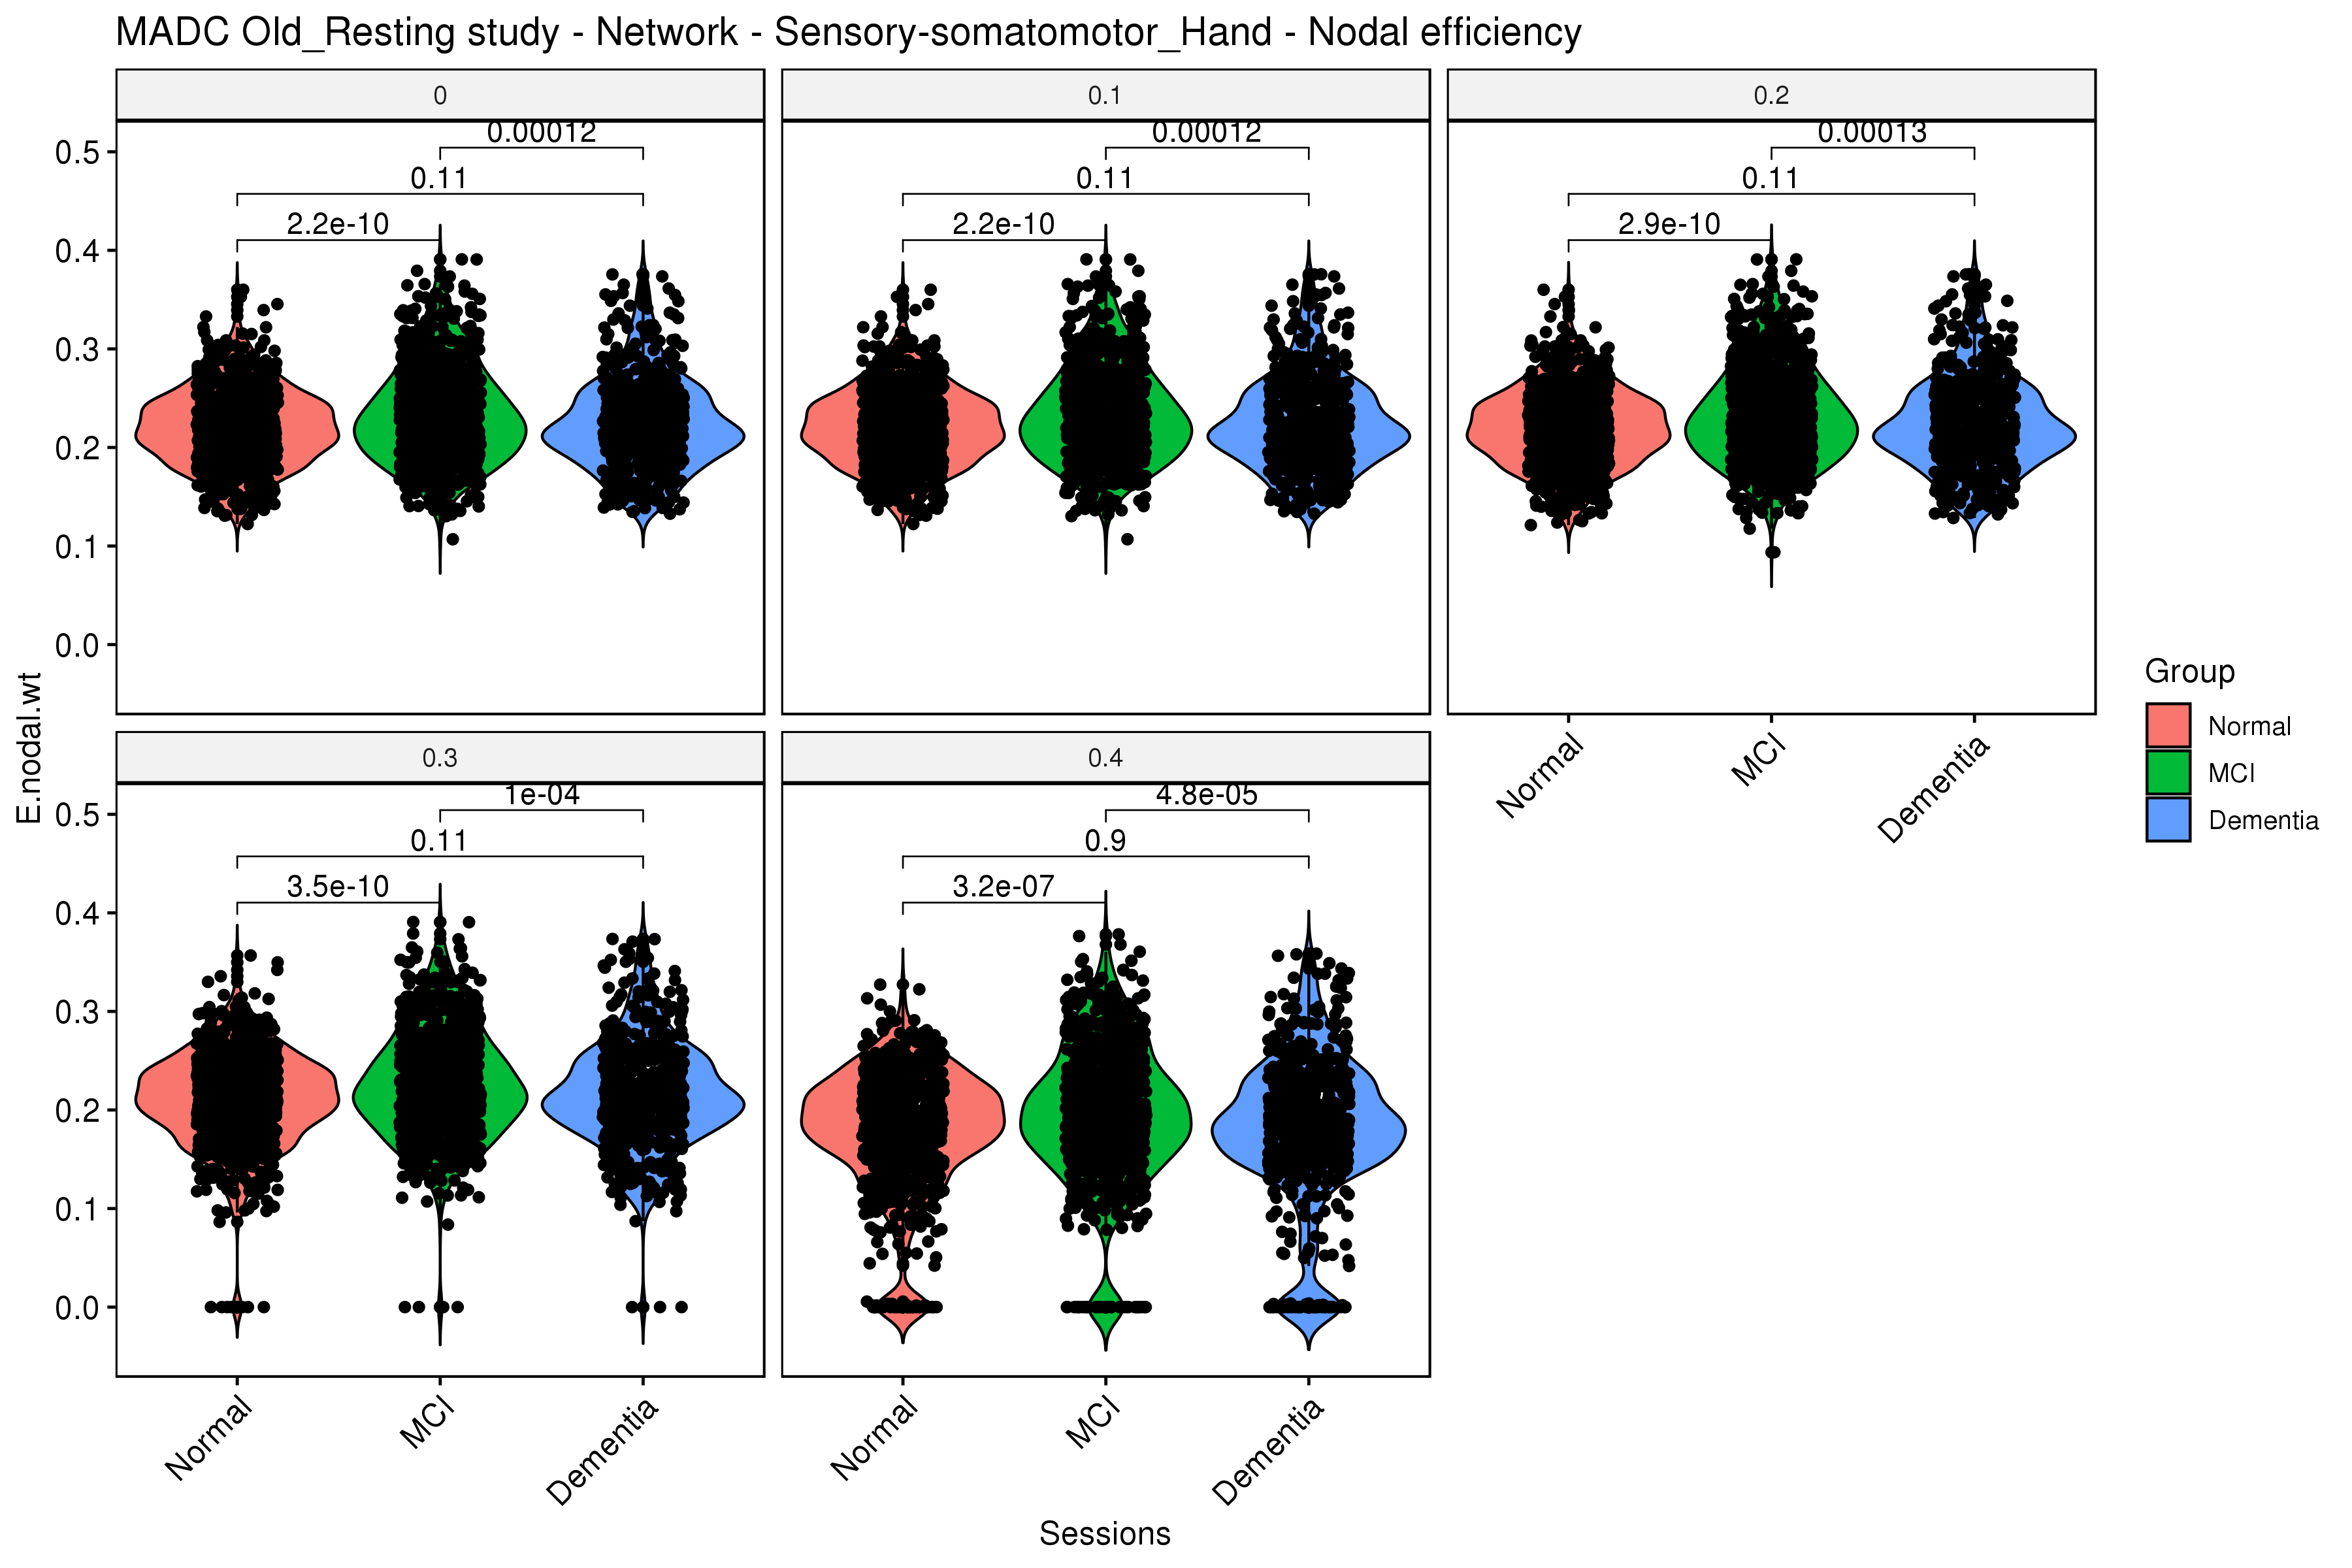 MADC Old_Resting study - Network - Sensory-somatomotor_Hand - Nodal efficiency
0
0.1
0.2
0.00012
0.11
2.2e-10
0.00012
0.11
2.2e-10
0.00013
0.11
2.9e-10
0.5
0.4
0.3
0.2
0.1
0.0
Normal
MCI
Dementia
E.nodal.wt
Group
Normal
MCI
Dementia
0.3
0.4
1e-04
0.11
3.5e-10
4.8e-05
0.9
3.2e-07
0.5
0.4
0.3
0.2
0.1
0.0
Normal
MCI
Dementia
Normal
MCI
Dementia
Sessions